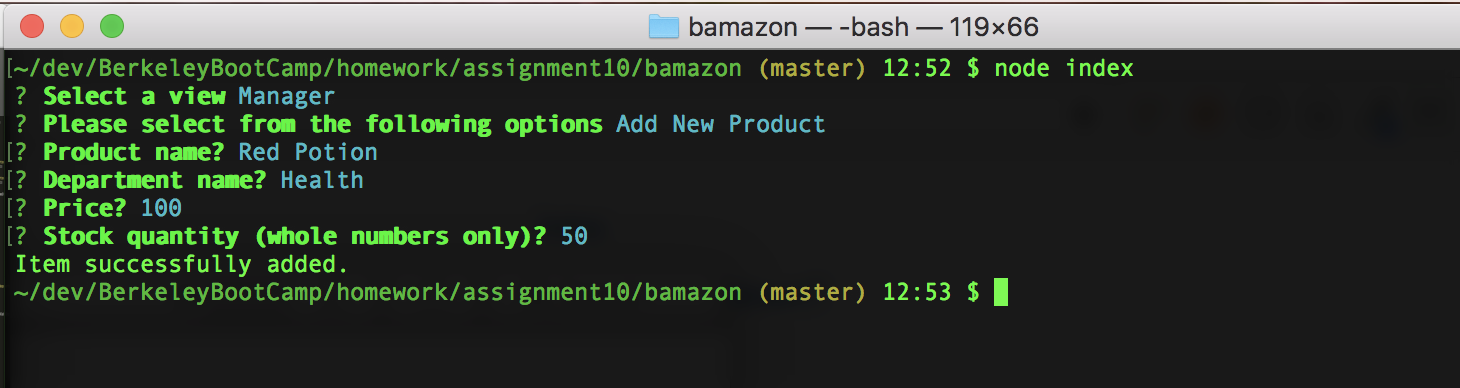 bamazon — -bash — 119×66
[~/dev/BerkeleyBootCamp/homework/assignment10/bamazon (master) 12:52 $ node index
? Select a view Manager
? Please select from the following options Add New Product
[? Product name? Red Potion
[? Department name? Health
[? Price? 100
[? Stock quantity (whole numbers only)? 50
Item successfully added.
~/dev/BerkeleyBootCamp/homework/assignment10/bamazon (master) 12:53 $